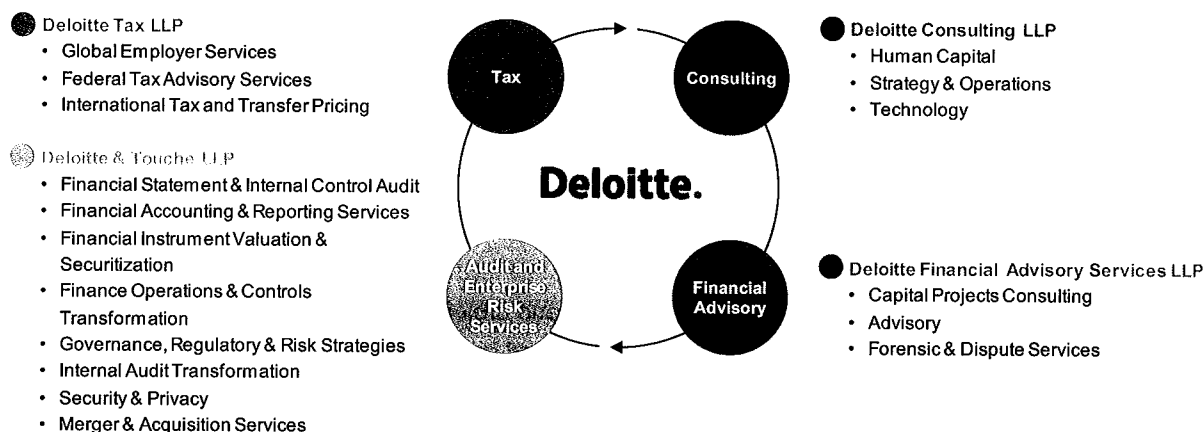 Deloitte Tax LLP
• Global Employer Services
• Federal Tax Advisory Services
• International Tax and Transfer Pricing
Deloitte & Touche LLP
• Financial Statement & Internal Control Audit
• Financial Accounting & Reporting Services
• Financial Instrument Valuation &
Securitization
• Finance Operations & Controls
Transformation
• Governance, Regulatory & Risk Strategies
• Internal Audit Transformation
• Security & Privacy
• Merger & Acquisition Services
Tax
Consulting
Deloitte.
Audit and
Enterprise
Risk
Services
Financial
Advisory
Deloitte Consulting LLP
• Human Capital
• Strategy & Operations
• Technology
Deloitte Financial Advisory Services LLP
• Capital Projects Consulting
• Advisory
• Forensic & Dispute Services